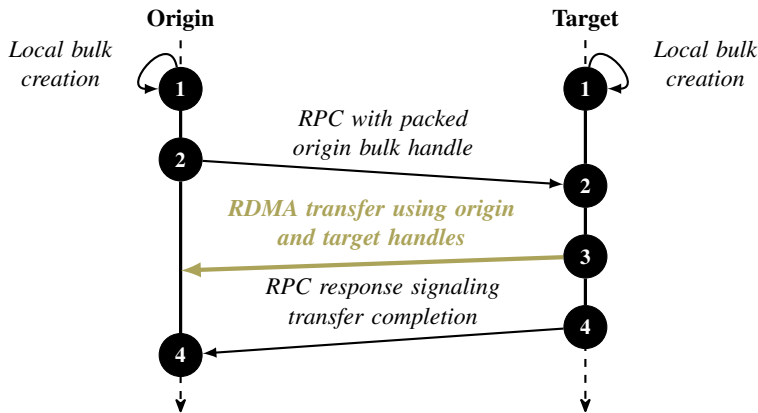 Origin
Target
Local bulk
creation
Local bulk
creation
1
1
RPC with packed
origin bulk handle
2
2
RDMA transfer using origin
and target handles
3
RPC response signaling
transfer completion
4
4